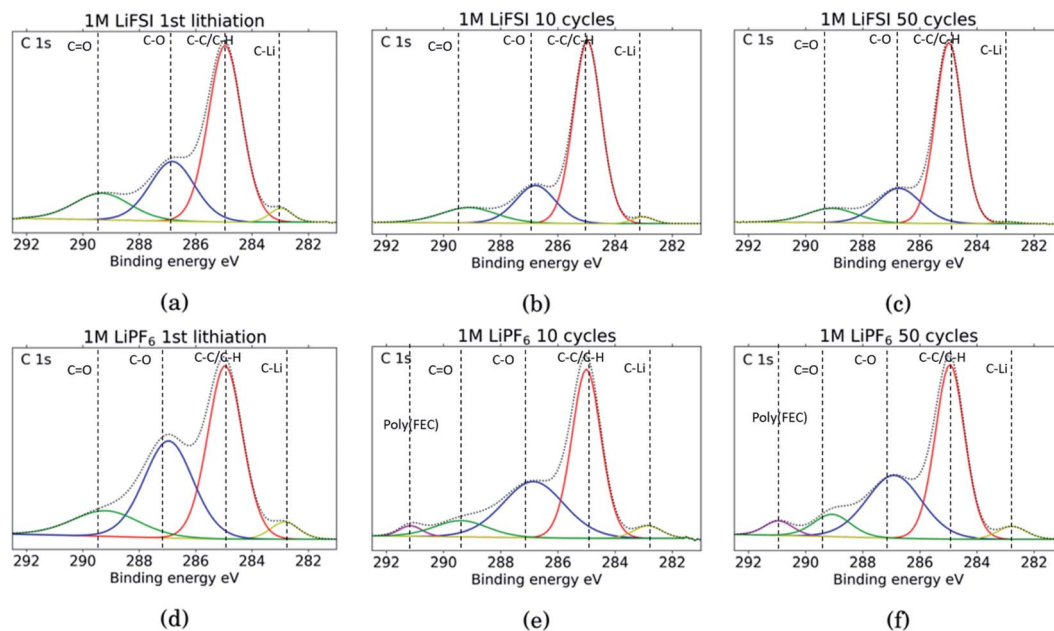 1M LiFSI 1st lithiation
C 1s
C=O
C-O
C-C/C-H
C-Li
292 290 288 286 284 282
Binding energy eV
(a)
1M LiFSI 10 cycles
C 1s
C=O
C-O
C-C/C-H
C-Li
292 290 288 286 284 282
Binding energy eV
(b)
1M LiFSI 50 cycles
C 1s
C=O
C-O
C-C/C-H
C-Li
292 290 288 286 284 282
Binding energy eV
(c)
1M LiPF₆ 1st lithiation
C 1s
C=O
C-O
C-C/C-H
C-Li
292 290 288 286 284 282
Binding energy eV
(d)
1M LiPF₆ 10 cycles
C 1s
C=O
C-O
C-C/C-H
C-Li
Poly(FEC)
292 290 288 286 284 282
Binding energy eV
(e)
1M LiPF₆ 50 cycles
C 1s
C=O
C-O
C-C/C-H
C-Li
Poly(FEC)
292 290 288 286 284 282
Binding energy eV
(f)